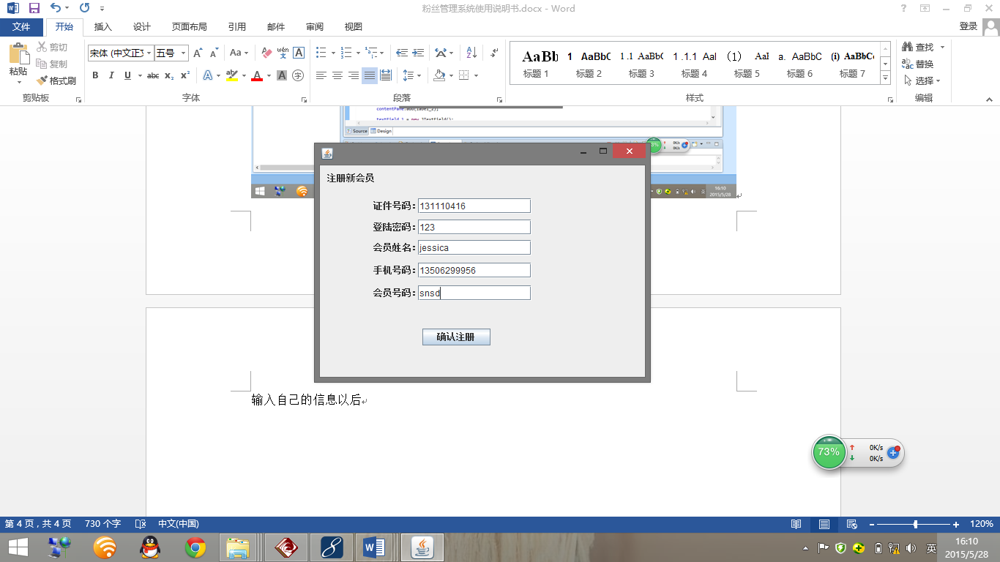 粉丝管理系统使用说明书.docx - Word
文件 开始 插入 设计 页面布局 引用 邮件 审阅 视图 登录
粘贴 剪切 复制 格式刷
宋体 (中文正 五号
Aa wén A
B I U abc x₂ x² A ab A A 字
AaBb 1 AaBbC 1.1 AaBbC 1.1.1 AaI (1) AaI a. AaBbC (i) AaBbC
标题 1 标题 2 标题 3 标题 4 标题 5 标题 6 标题 7
查找
替换
选择
剪贴板 字体 段落 样式 编辑
contentPane.add(label_2);
textField_1 = new JTextField();
Source Design
注册新会员
证件号码: 131110416
登陆密码: 123
会员姓名: jessica
手机号码: 13506299956
会员号码: snsd
确认注册
16:10
2015/5/28
输入自己的信息以后
73% 0K/s
0K/s
第 4 页，共 4 页 730 个字 中文(中国) 120%
英 16:10
2015/5/28